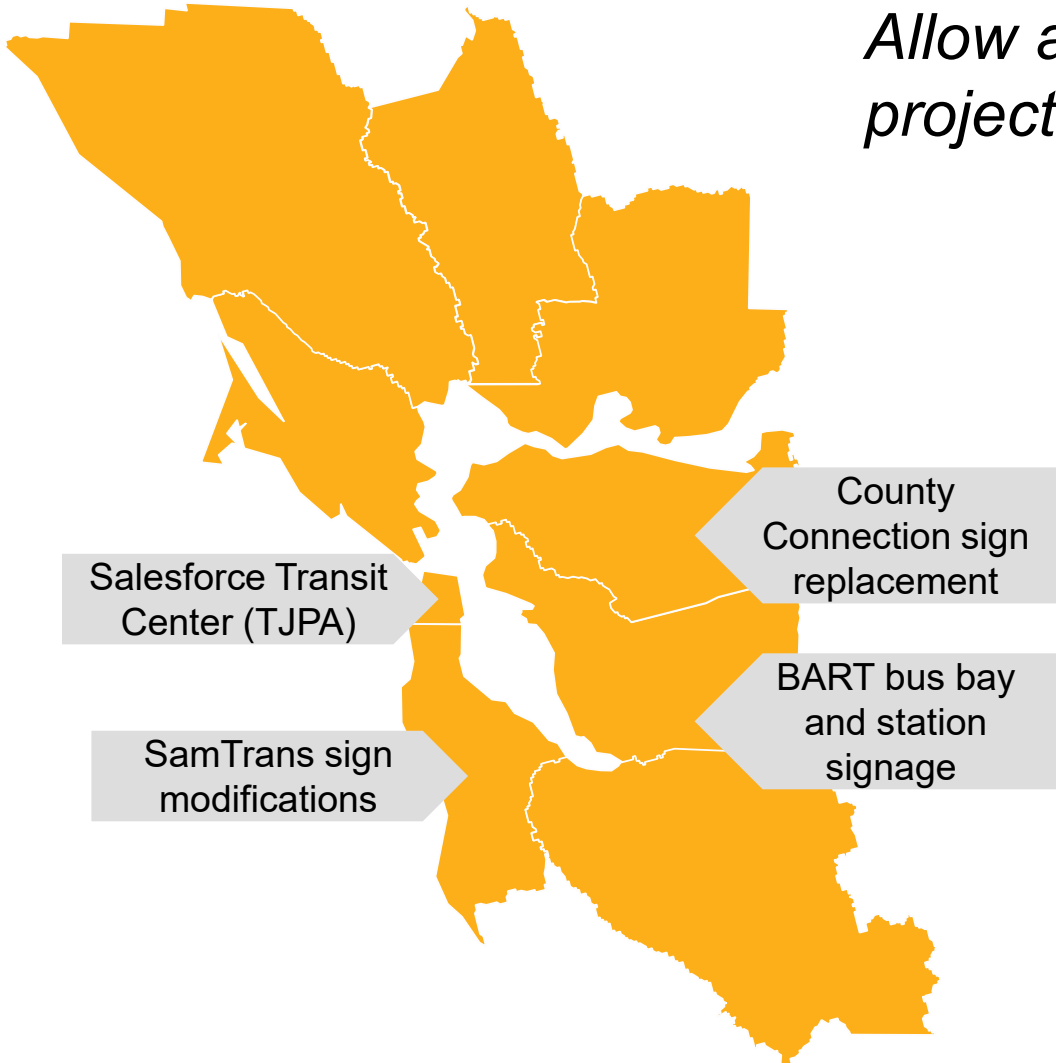 Allow a
project
County
Connection sign
replacement
Salesforce Transit
Center (TJPA)
BART bus bay
and station
signage
SamTrans sign
modifications